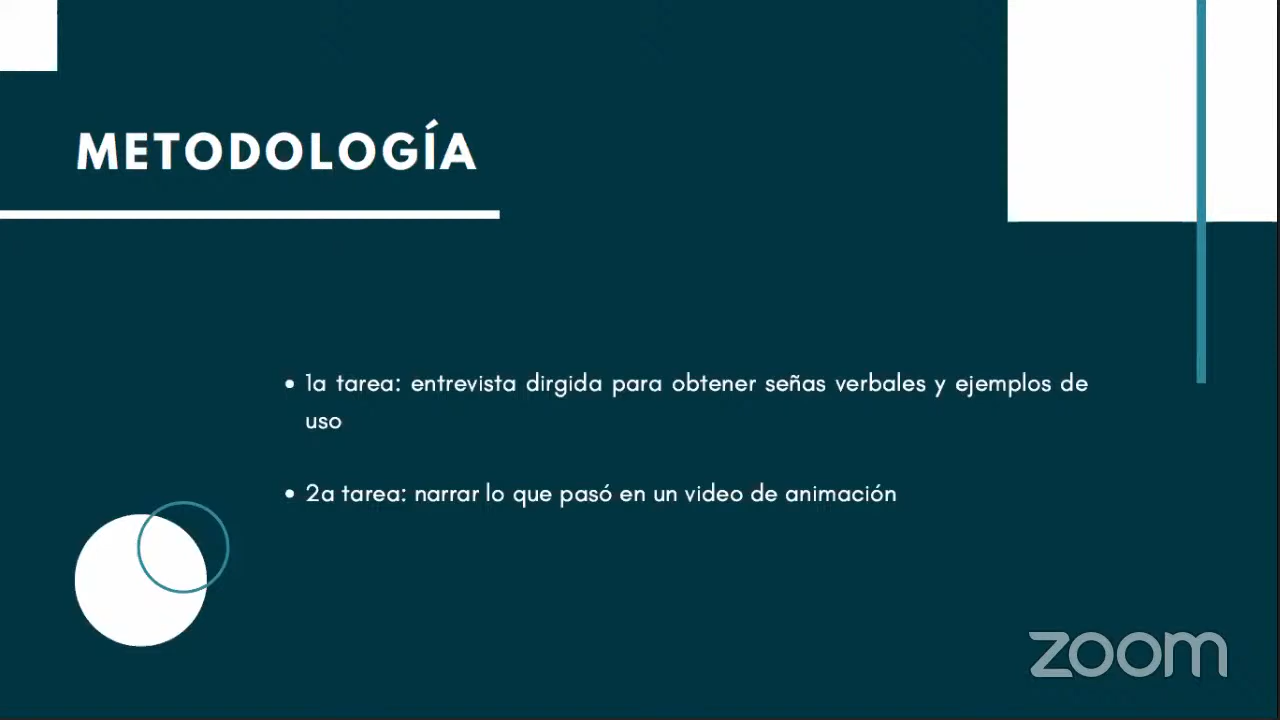 METODOLOGÍA
• 1a tarea: entrevista dirgida para obtener señas verbales y ejemplos de
uso
• 2a tarea: narrar lo que pasó en un video de animación
zoom